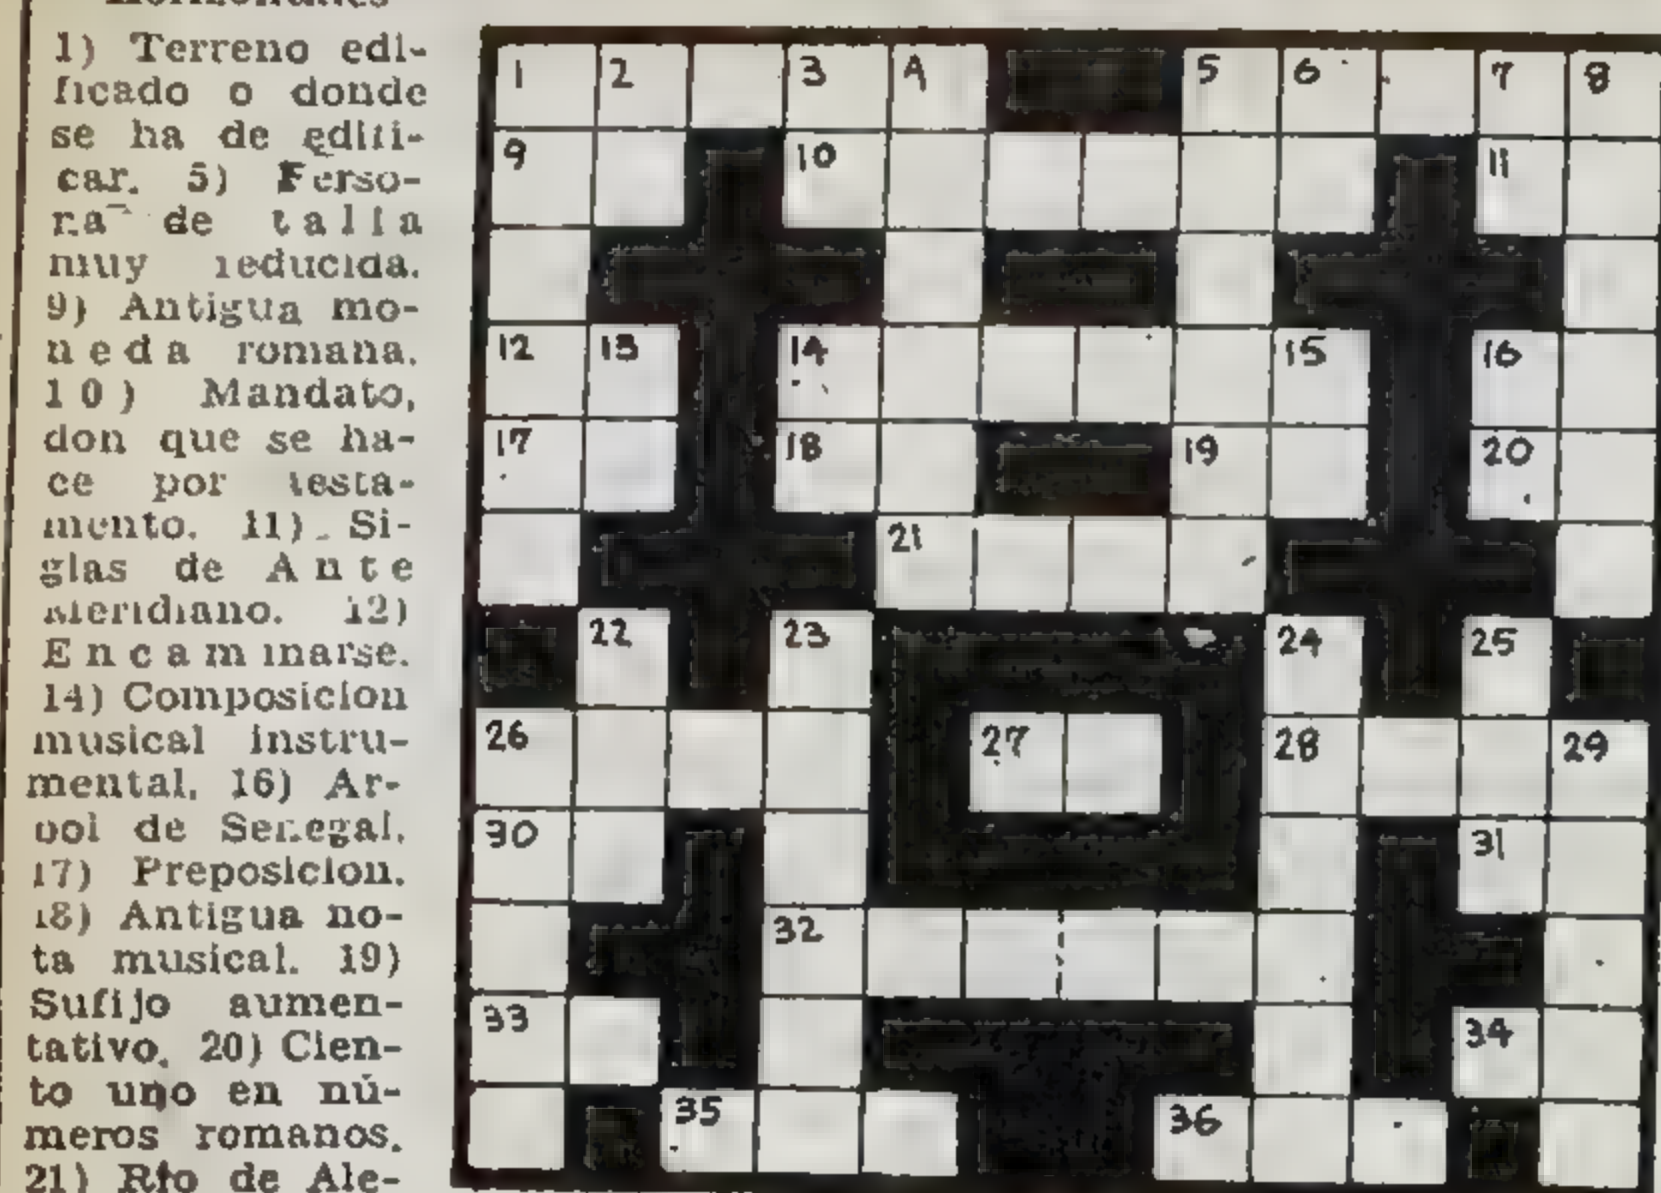 Horizontales
1) Terreno edi-
ficado o donde
se ha de editi-
car. 5) Ferso-
na de talla
muy reducida.
9) Antigua mo-
neda romana.
10) Mandato,
don que se ha-
ce por testa-
mento. 11) Si-
glas de Ante
Meridiano. 12)
Encaminarse.
14) Composicion
musical instru-
mental. 16) Ar-
bol de Senegal.
17) Preposicion.
18) Antigua no-
ta musical. 19)
Sufijo aumen-
tativo. 20) Cien-
to uno en nú-
meros romanos.
21) Río de Ale-
1 2 3 4 5 6 7 8
9 10 11
12 13 14 15 16
17 18 19 20
21
22 23 24 25
26 27 28 29
30 31
32
33 34
35 36